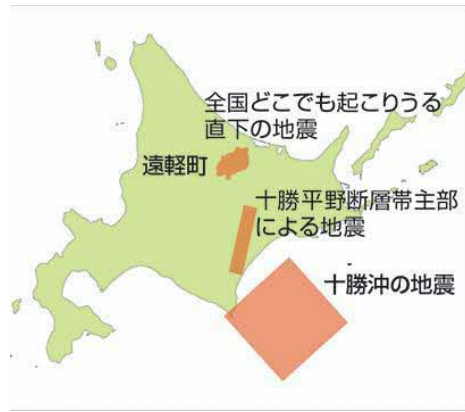 全国どこでも起こりうる
直下の地震
遠軽町
十勝平野断層帯主部
による地震
十勝沖の地震